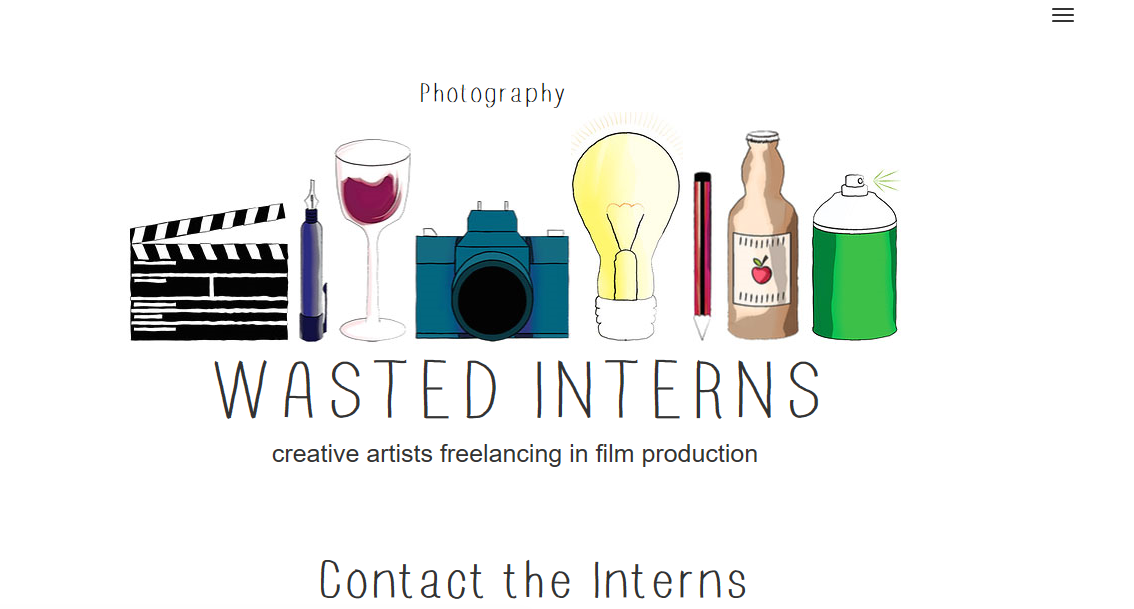 Photography
WASTED INTERNS
creative artists freelancing in film production
Contact the Interns